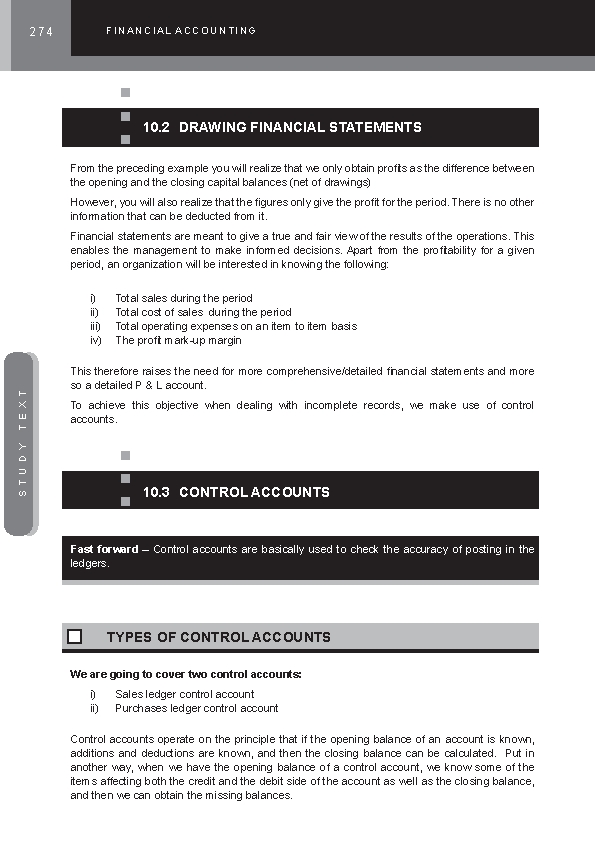 274
FINANCIAL ACCOUNTING
10.2 DRAWING FINANCIAL STATEMENTS
From the preceding example you will realize that we only obtain profits as the difference between
the opening and the closing capital balances (net of drawings)
However, you will also realize that the figures only give the profit for the period. There is no other
information that can be deducted from it.
Financial statements are meant to give a true and fair view of the results of the operations. This
enables the management to make informed decisions. Apart from the profitability for a given
period, an organization will be interested in knowing the following:
i) Total sales during the period
ii) Total cost of sales during the period
iii) Total operating expenses on an item to item basis
iv) The profit mark-up margin
This therefore raises the need for more comprehensive/detailed financial statements and more
so a detailed P & L account.
To achieve this objective when dealing with incomplete records, we make use of control
accounts.
STUDY TEXT
10.3 CONTROL ACCOUNTS
Fast forward – Control accounts are basically used to check the accuracy of posting in the
ledgers.
TYPES OF CONTROL ACCOUNTS
We are going to cover two control accounts:
i) Sales ledger control account
ii) Purchases ledger control account
Control accounts operate on the principle that if the opening balance of an account is known,
additions and deductions are known, and then the closing balance can be calculated. Put in
another way, when we have the opening balance of a control account, we know some of the
items affecting both the credit and the debit side of the account as well as the closing balance,
and then we can obtain the missing balances.